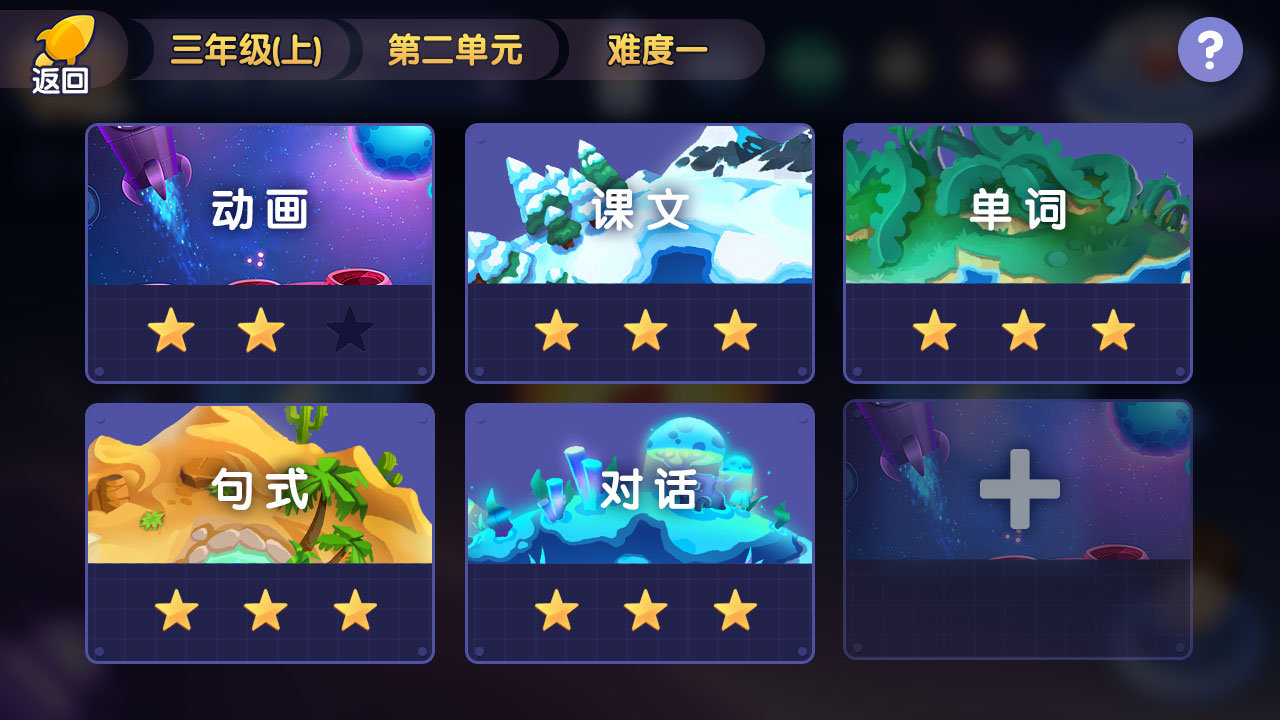 返回
三年级(上)
第二单元
难度一
?
动画
课文
单词
句式
对话